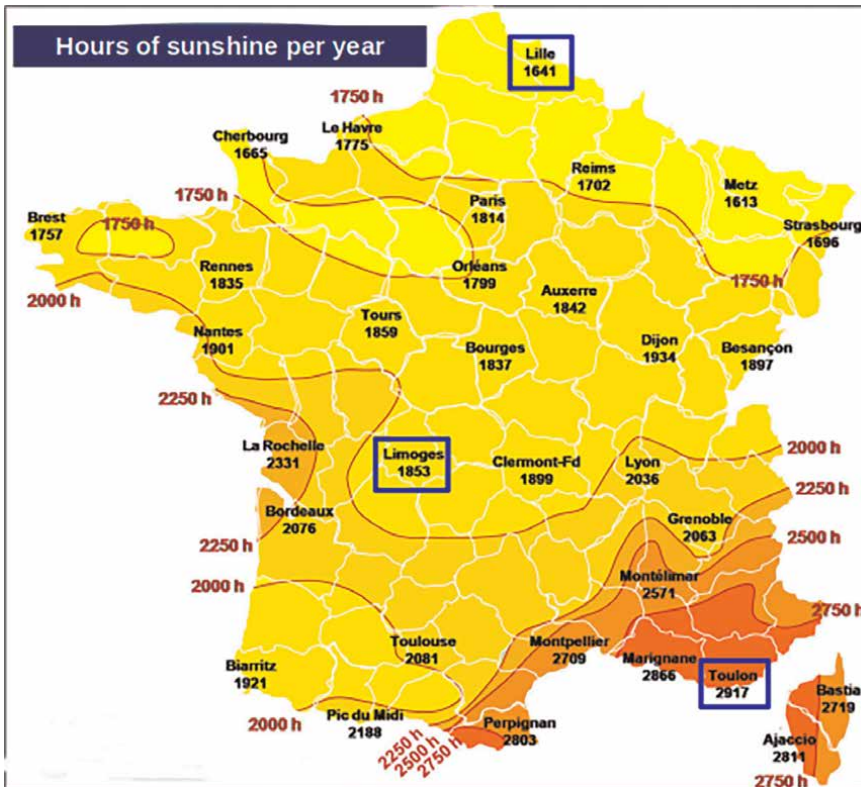 Hours of sunshine per year
Lille
1641
1750 h
Le Havre
1775
Cherbourg
1665
Reims
1702
Metz
1613
1750 h
Paris
1814
Brest
1757
1750 h
Strasbourg
1696
Rennes
1835
Orléans
1799
1750 h
2000 h
Auxerre
1842
Tours
1859
Nantes
1901
Dijon
1934
Bourges
1837
Besançon
1897
2250 h
La Rochelle
2331
Limoges
1853
Clermont-Fd
1899
Lyon
2036
2000 h
2250 h
Bordeaux
2076
Grenoble
2063
2500 h
2250 h
2000 h
Montélimar
2571
2750 h
Toulouse
2081
Montpellier
2709
Marignane
2866
Toulon
2917
Biarritz
1921
Bastia
2719
2000 h
Pic du Midi
2188
Perpignan
2803
2250 h
2500 h
2750 h
Ajaccio
2811
2750 h